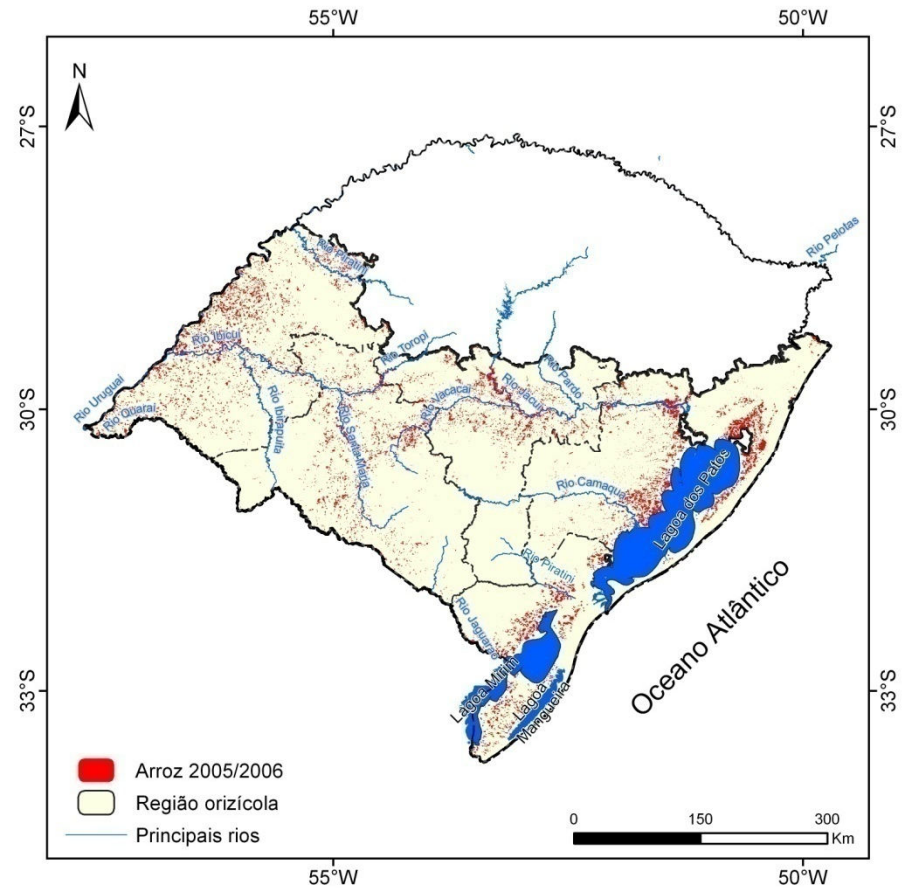 55°W 50°W
N
27°S 27°S
Rio Pelotas
Rio Piratini
Rio Ibicuí
Rio Toropi
Rio Uruguai
Rio Quaraí
Rio Ibirapuita
Rio Santa Maria
Rio Vacacaí
Rio Jacuí
Rio Pardo
30°S 30°S
Rio Camaquã
Lagoa dos Patos
Rio Piratini
Rio Jaguarão
Oceano Atlântico
Lagoa Mirim
Lagoa
Mangueira
33°S 33°S
Arroz 2005/2006
Região orizícola
Principais rios
0 150 300
Km
55°W 50°W